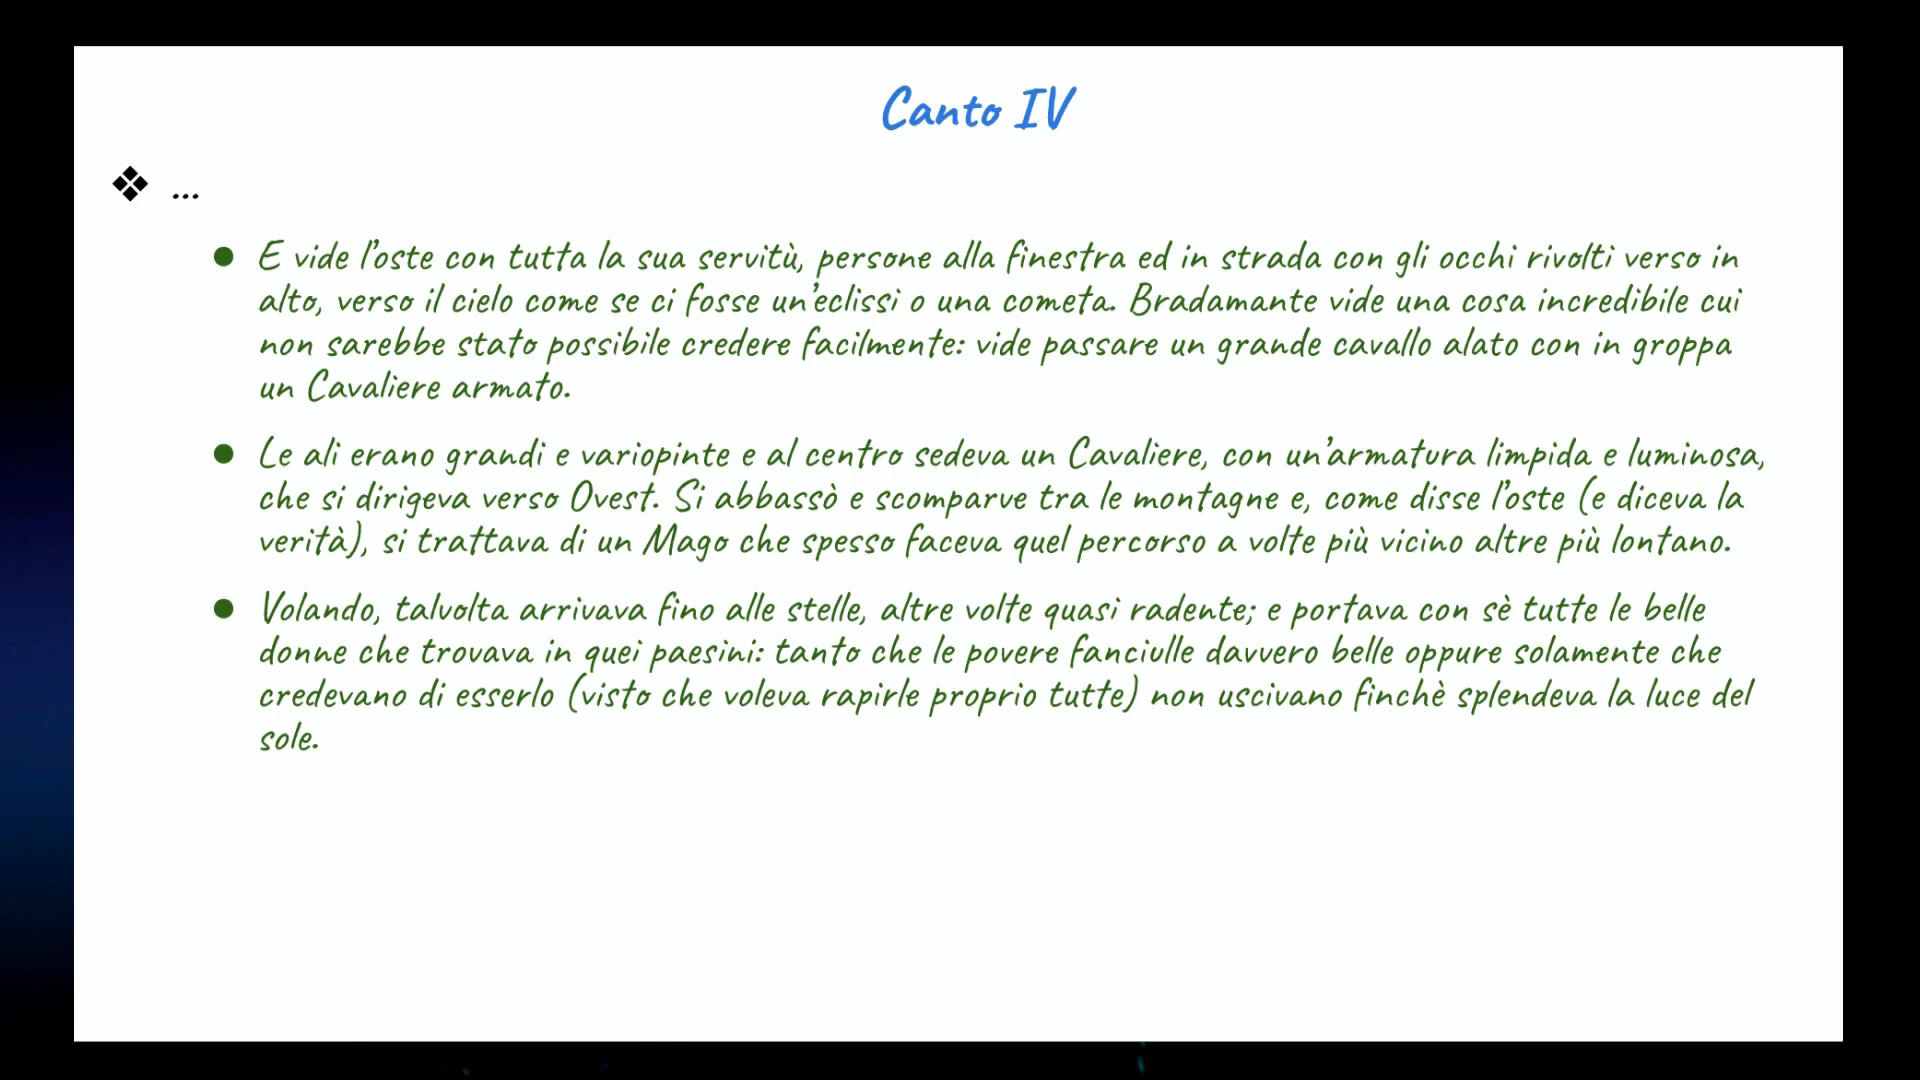 Canto IV
❖ ...
● E vide l'oste con tutta la sua servitù, persone alla finestra ed in strada con gli occhi rivolti verso in
alto, verso il cielo come se ci fosse un'eclissi o una cometa. Bradamante vide una cosa incredibile cui
non sarebbe stato possibile credere facilmente: vide passare un grande cavallo alato con in groppa
un Cavaliere armato.
● Le ali erano grandi e variopinte e al centro sedeva un Cavaliere, con un'armatura limpida e luminosa,
che si dirigeva verso Ovest. Si abbassò e scomparve tra le montagne e, come disse l'oste (e diceva la
verità), si trattava di un Mago che spesso faceva quel percorso a volte più vicino altre più lontano.
● Volando, talvolta arrivava fino alle stelle, altre volte quasi radente; e portava con sè tutte le belle
donne che trovava in quei paesini: tanto che le povere fanciulle davvero belle oppure solamente che
credevano di esserlo (visto che voleva rapirle proprio tutte) non uscivano finchè splendeva la luce del
sole.